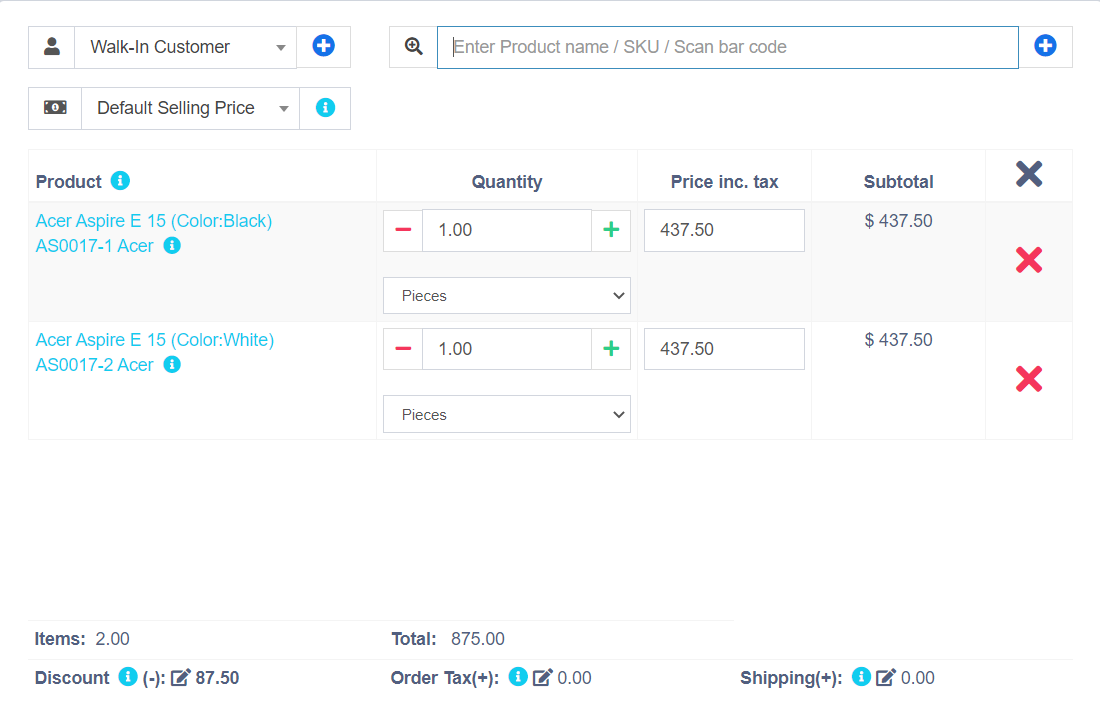 Walk-In Customer
Enter Product name / SKU / Scan bar code
Default Selling Price
Product Quantity Price inc. tax Subtotal
Acer Aspire E 15 (Color:Black) 1.00 437.50 $ 437.50
AS0017-1 Acer
Pieces
Acer Aspire E 15 (Color:White) 1.00 437.50 $ 437.50
AS0017-2 Acer
Pieces
Items: 2.00 Total: 875.00
Discount (-): 87.50 Order Tax(+): 0.00 Shipping(+): 0.00